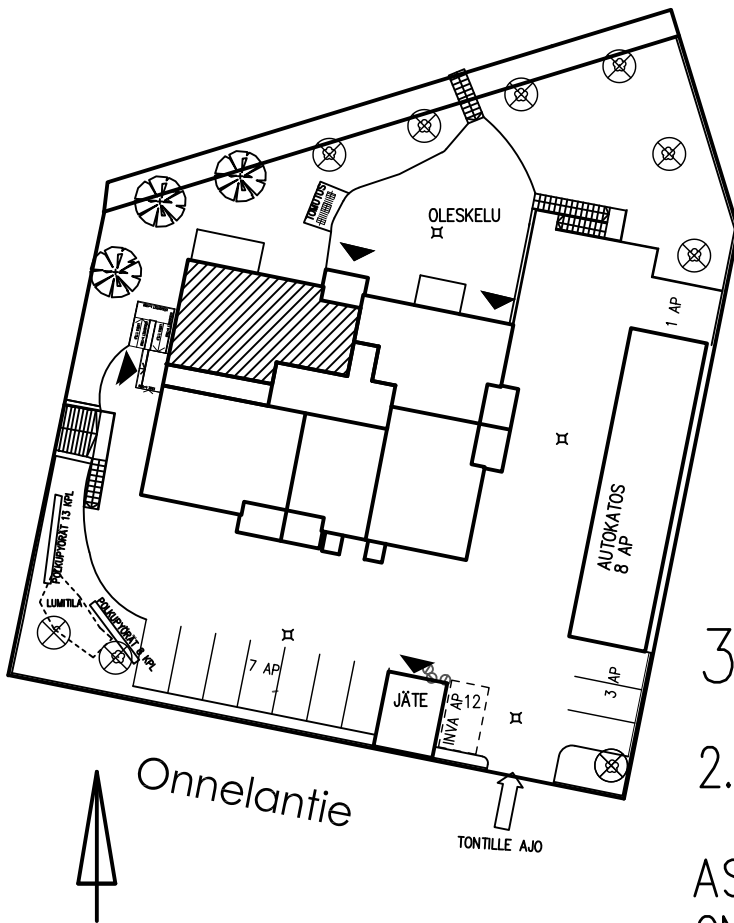 TOMUTUS
OLESKELU
1 AP
AUTOKATOS
8 AP
POLKUPYÖRÄT 13 KPL
LUMITILA
POLKUPYÖRÄT 8 KPL
7 AP
JÄTE
INVA AP 12
3 AP
3
2.
Onnelantie
TONTILLE AJO
AS